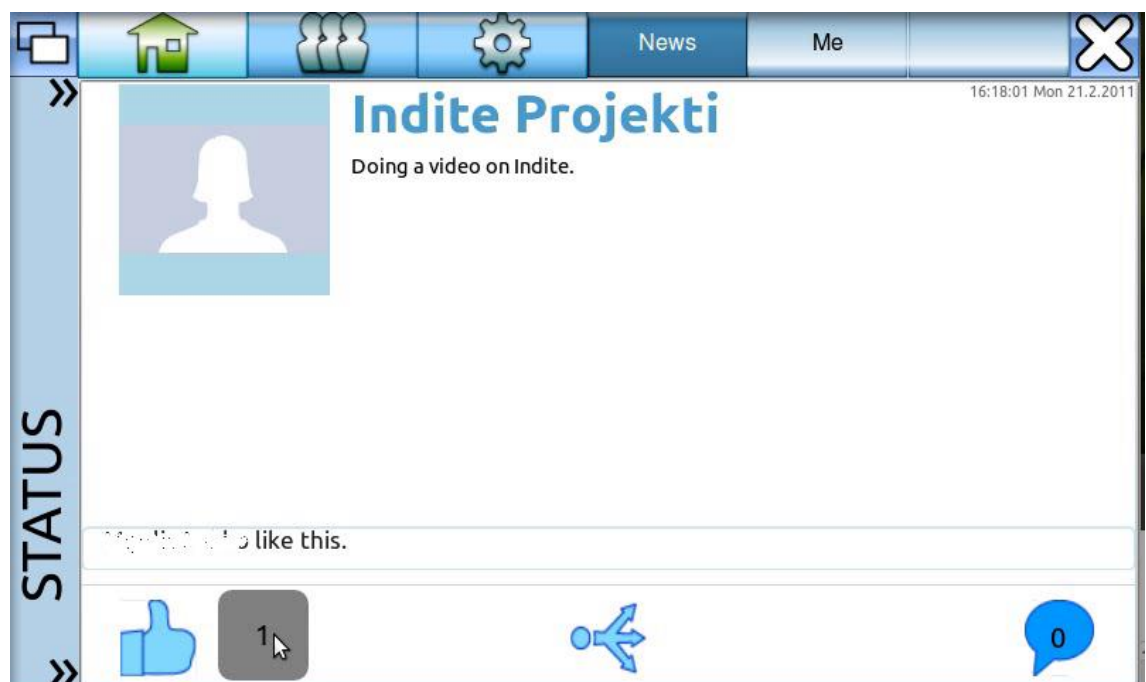 News
Me
16:18:01 Mon 21.2.2011
Indite Projekti
Doing a video on Indite.
STATUS
like this.
1
0